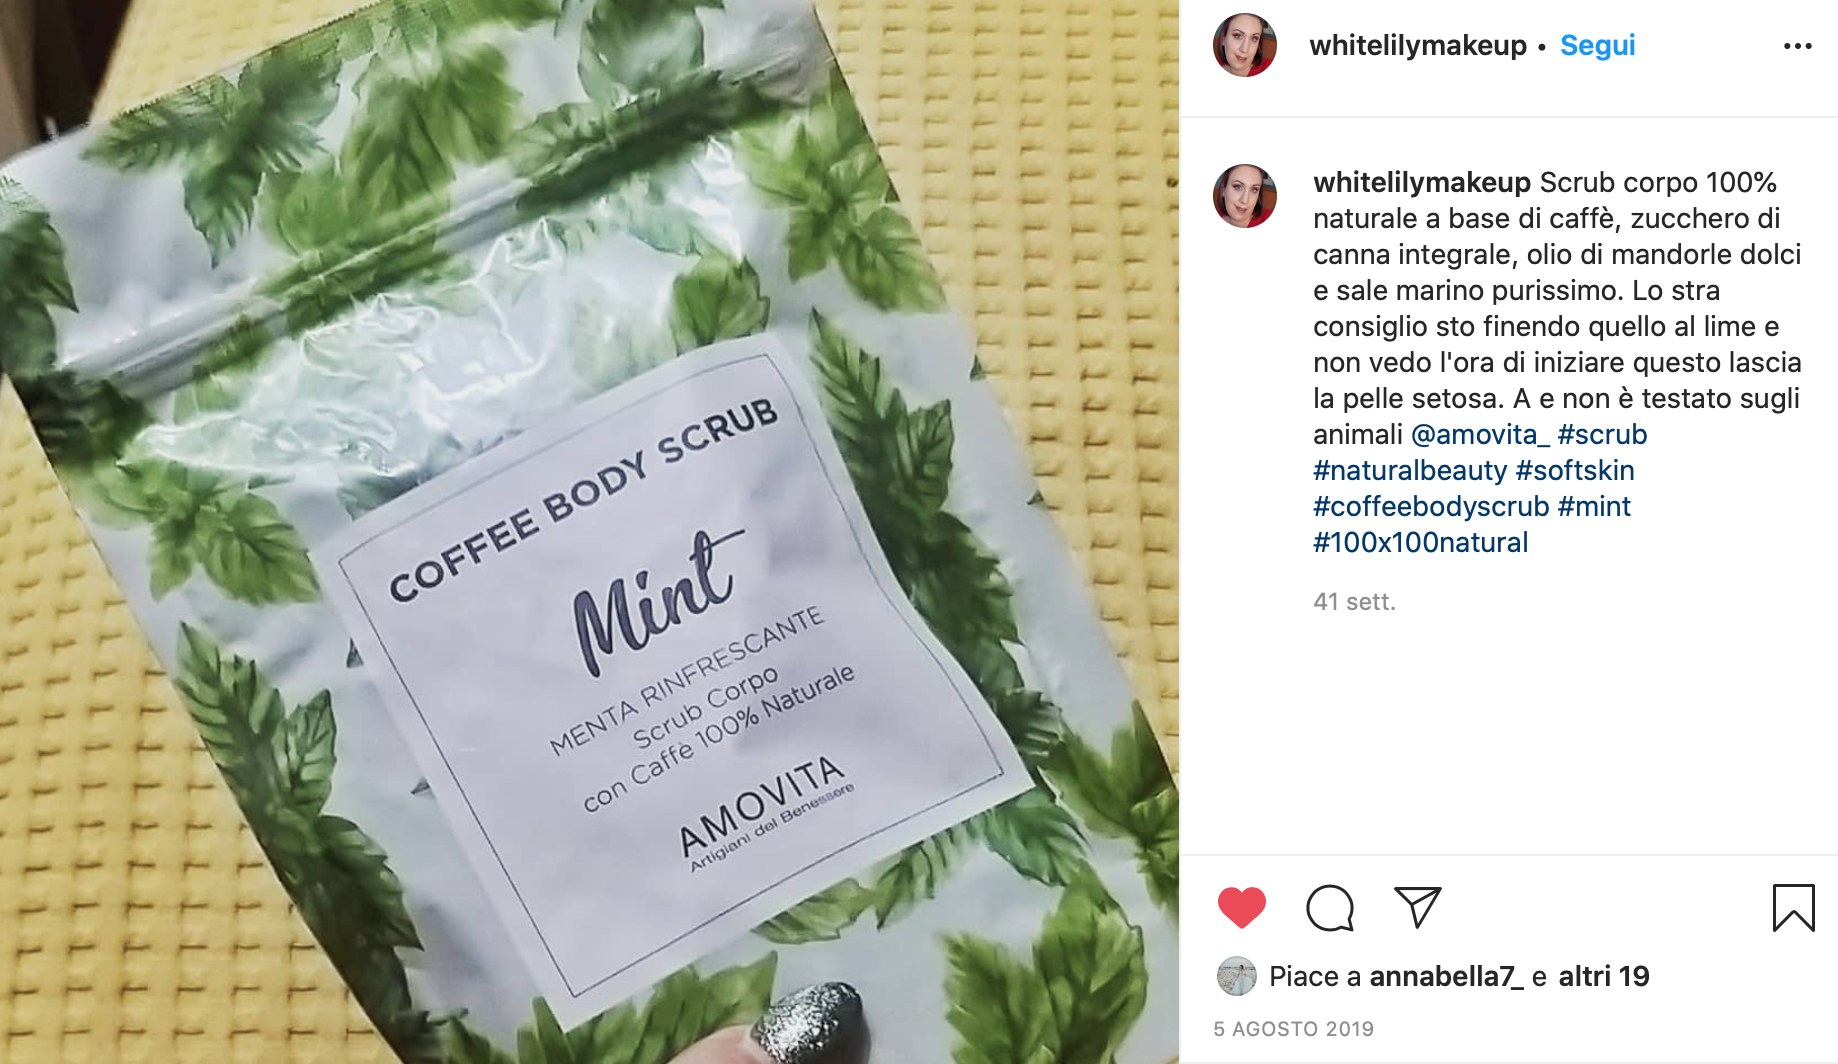 COFFEE BODY SCRUB
Mint
MENTA RINFRESCANTE
Scrub Corpo
con Caffè 100% Naturale
AMOVITA
Artigiani del Benessere
whitelilymakeup • Segui
whitelilymakeup Scrub corpo 100%
naturale a base di caffè, zucchero di
canna integrale, olio di mandorle dolci
e sale marino purissimo. Lo stra
consiglio sto finendo quello al lime e
non vedo l'ora di iniziare questo lascia
la pelle setosa. A e non è testato sugli
animali @amovita_ #scrub
#naturalbeauty #softskin
#coffeebodyscrub #mint
#100x100natural
41 sett.
Piace a annabella7_ e altri 19
5 AGOSTO 2019